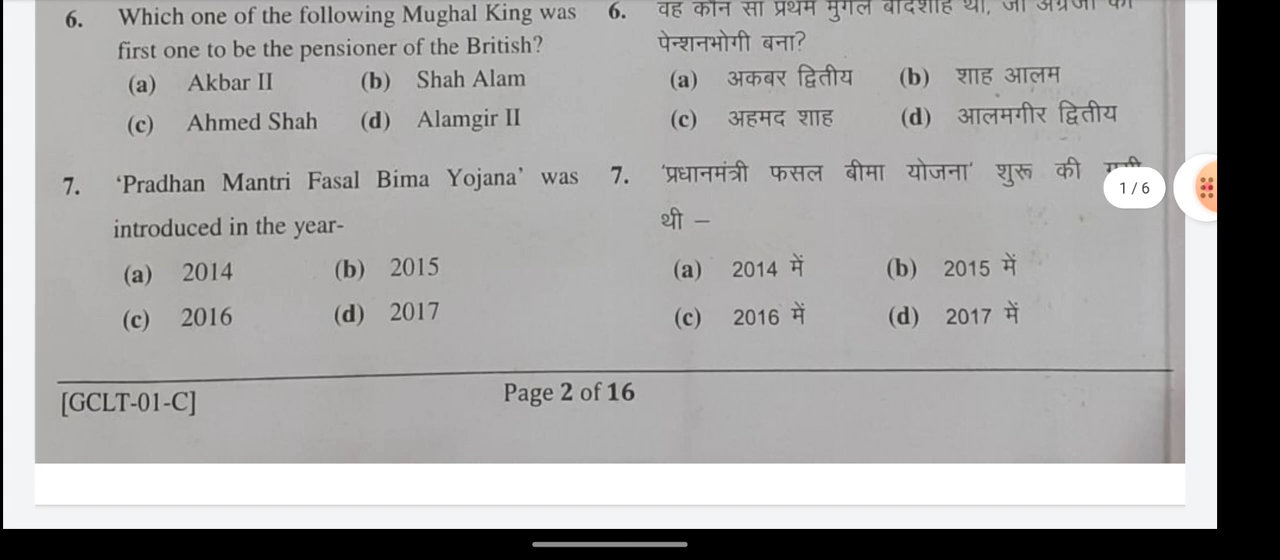 6. Which one of the following Mughal King was
first one to be the pensioner of the British?
(a) Akbar II (b) Shah Alam
(c) Ahmed Shah (d) Alamgir II
7. ‘Pradhan Mantri Fasal Bima Yojana’ was
introduced in the year-
(a) 2014 (b) 2015
(c) 2016 (d) 2017
6. वह कौन सा प्रथम मुगल बादशाह था, जो अंग्रेजों का
पेन्शनभोगी बना?
(a) अकबर द्वितीय (b) शाह आलम
(c) अहमद शाह (d) आलमगीर द्वितीय
7. ‘प्रधानमंत्री फसल बीमा योजना’ शुरू की
थी –
(a) 2014 में (b) 2015 में
(c) 2016 में (d) 2017 में
1 / 6
[GCLT-01-C] Page 2 of 16